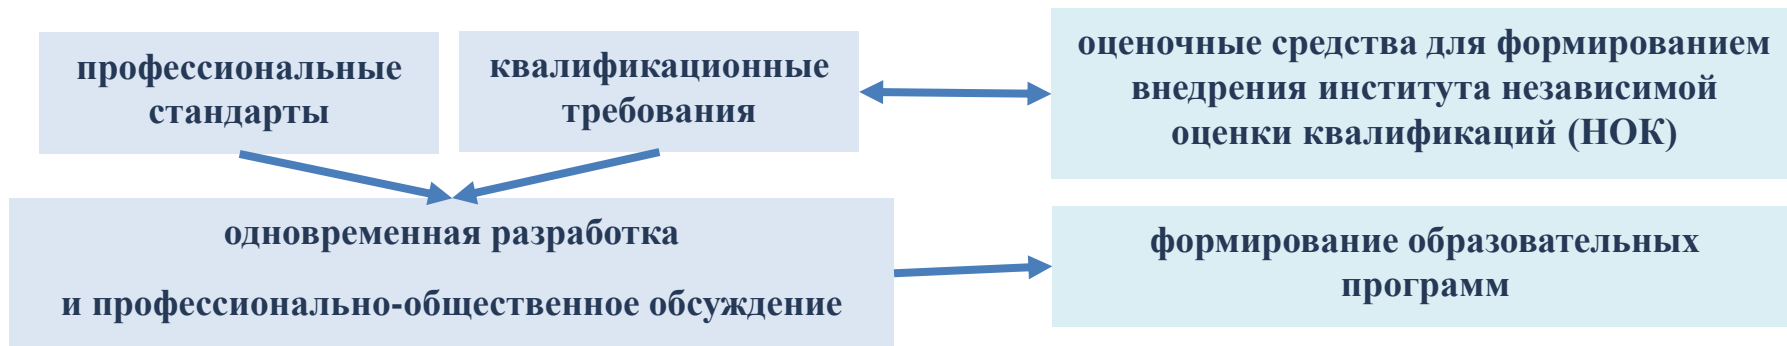 профессиональные
стандарты
квалификационные
требования
оценочные средства для формированием
внедрения института независимой
оценки квалификаций (НОК)
одновременная разработка
и профессионально-общественное обсуждение
формирование образовательных
программ